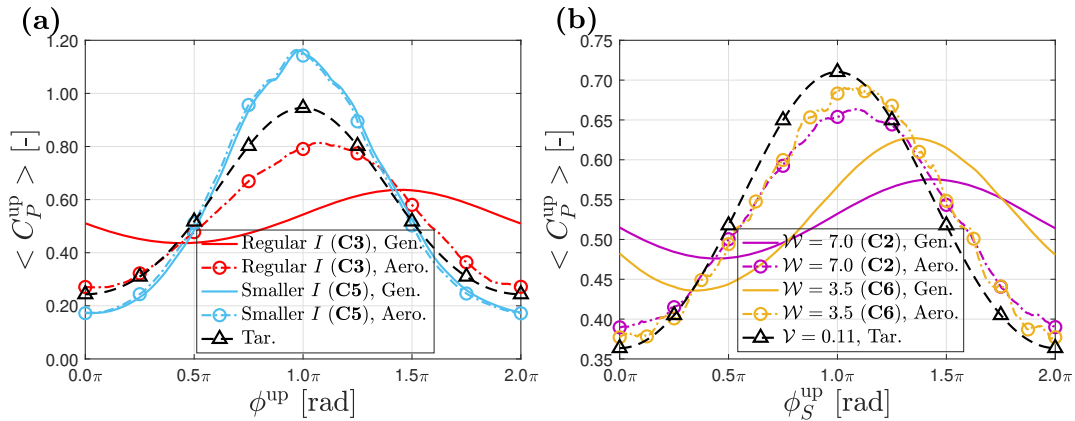 (a)
1.20
1.00
0.80
0.60
0.40
0.20
0.00
< C_P^up > [-]
0.0π 0.5π 1.0π 1.5π 2.0π
ϕ^up [rad]
Regular I (C3), Gen.
Regular I (C3), Aero.
Smaller I (C5), Gen.
Smaller I (C5), Aero.
Tar.
(b)
0.75
0.70
0.65
0.60
0.55
0.50
0.45
0.40
0.35
< C_P^up > [-]
0.0π 0.5π 1.0π 1.5π 2.0π
ϕ_S^up [rad]
𝒲 = 7.0 (C2), Gen.
𝒲 = 7.0 (C2), Aero.
𝒲 = 3.5 (C6), Gen.
𝒲 = 3.5 (C6), Aero.
𝒱 = 0.11, Tar.